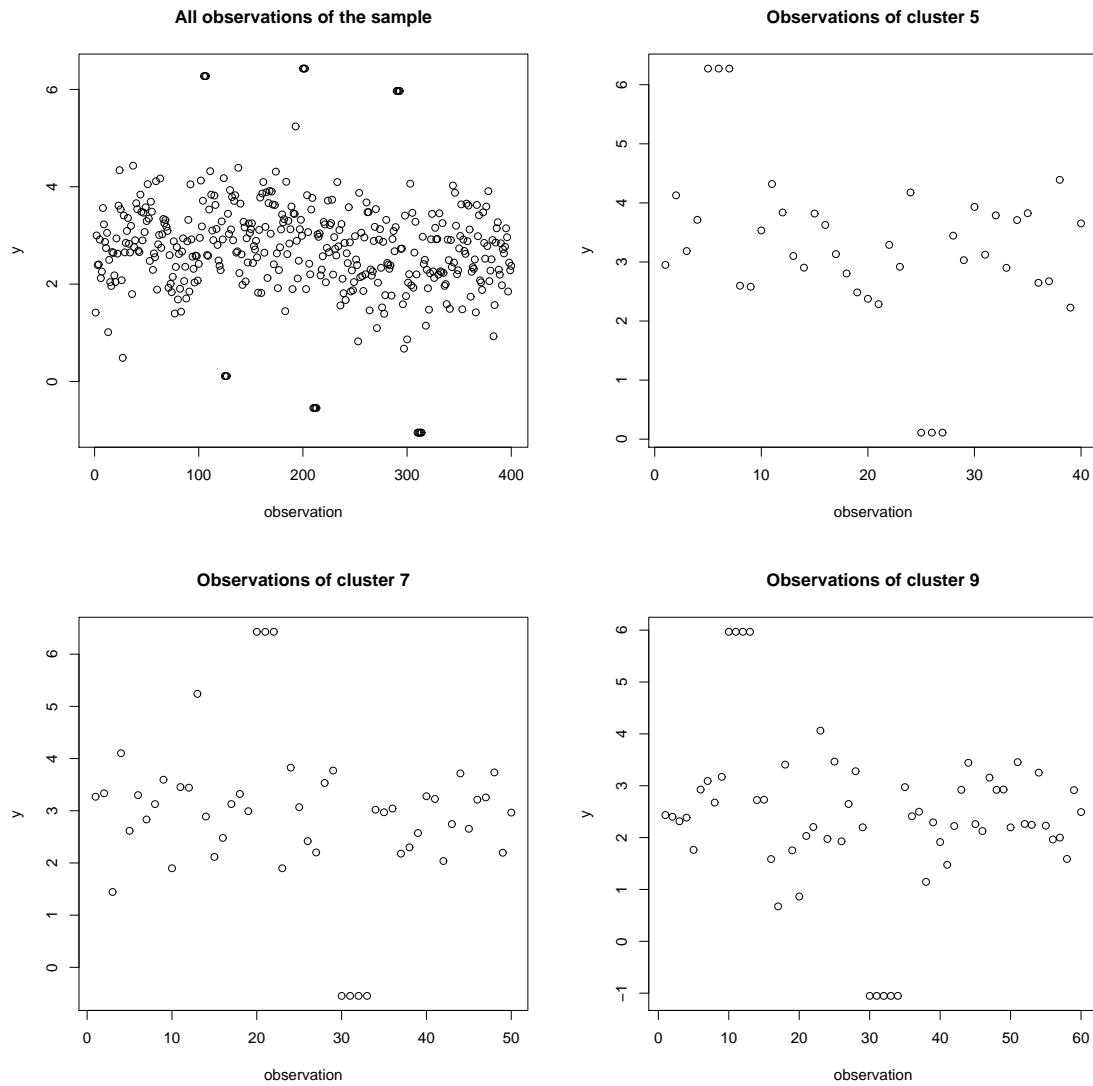 All observations of the sample
y
6
4
2
0
0 100 200 300 400
observation
Observations of cluster 5
y
6
5
4
3
2
1
0
0 10 20 30 40
observation
Observations of cluster 7
y
6
5
4
3
2
1
0
0 10 20 30 40 50
observation
Observations of cluster 9
y
6
5
4
3
2
1
0
−1
0 10 20 30 40 50 60
observation